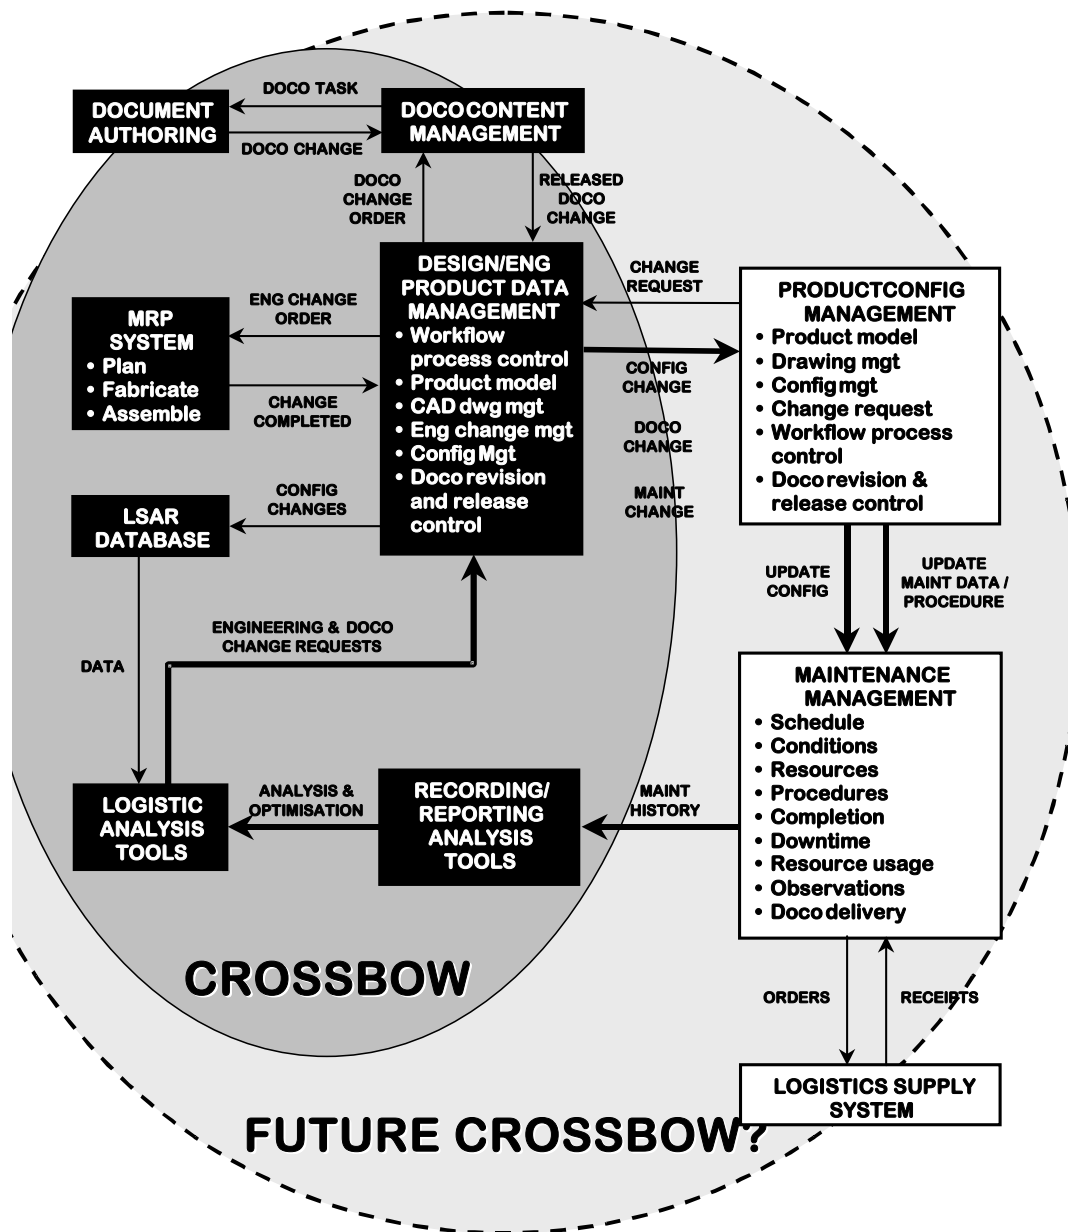 DOCO TASK
DOCUMENT
AUTHORING
DOCO CONTENT
MANAGEMENT
DOCO CHANGE
DOCO
CHANGE
ORDER
RELEASED
DOCO
CHANGE
DESIGN/ENG
PRODUCT DATA
MANAGEMENT
• Workflow
process control
• Product model
• CAD dwg mgt
• Eng change mgt
• Config Mgt
• Doco revision
and release
control
CHANGE
REQUEST
PRODUCT CONFIG
MANAGEMENT
• Product model
• Drawing mgt
• Config mgt
• Change request
• Workflow process
control
• Doco revision &
release control
ENG CHANGE
ORDER
MRP
SYSTEM
• Plan
• Fabricate
• Assemble
CHANGE
COMPLETED
CONFIG
CHANGE
DOCO
CHANGE
MAINT
CHANGE
CONFIG
CHANGES
LSAR
DATABASE
UPDATE
CONFIG
UPDATE
MAINT DATA /
PROCEDURE
ENGINEERING & DOCO
CHANGE REQUESTS
DATA
MAINTENANCE
MANAGEMENT
• Schedule
• Conditions
• Resources
• Procedures
• Completion
• Downtime
• Resource usage
• Observations
• Doco delivery
LOGISTIC
ANALYSIS
TOOLS
ANALYSIS &
OPTIMISATION
RECORDING/
REPORTING
ANALYSIS
TOOLS
MAINT
HISTORY
CROSSBOW
ORDERS
RECEIPTS
LOGISTICS SUPPLY
SYSTEM
FUTURE CROSSBOW?